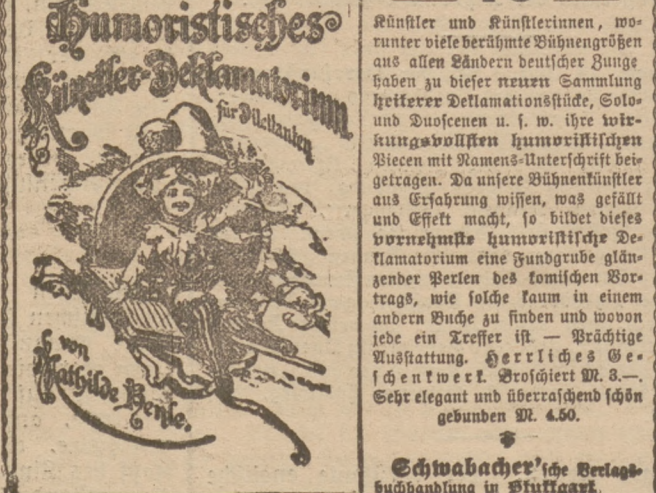 Humoristisches
Künstler-Deklamatorium
für Dilettanten
von
Mathilde Henle.
Künstler und Künstlerinnen, wo-
runter viele berühmte Bühnengrößen
aus allen Ländern deutscher Zunge
haben zu dieser neuen Sammlung
heiterer Deklamationsstücke, Solo-
und Duoscenen u. s. w. ihre wir-
kungsvollsten humoristischen
Piecen mit Namens-Unterschrift bei-
getragen. Da unsere Bühnenkünstler
aus Erfahrung wissen, was gefällt
und Effekt macht, so bildet dieses
vornehmste humoristische De-
klamatorium eine Fundgrube glän-
zender Perlen des komischen Vor-
trags, wie solche kaum in einem
andern Buche zu finden und wovon
jede ein Treffer ist — Prächtige
Ausstattung. Herrliches Ge-
schenkwerk. Broschiert M. 3.—.
Sehr elegant und überraschend schön
gebunden M. 4.50.
Schwabacher'sche Verlags-
buchhandlung in Stuttgart.